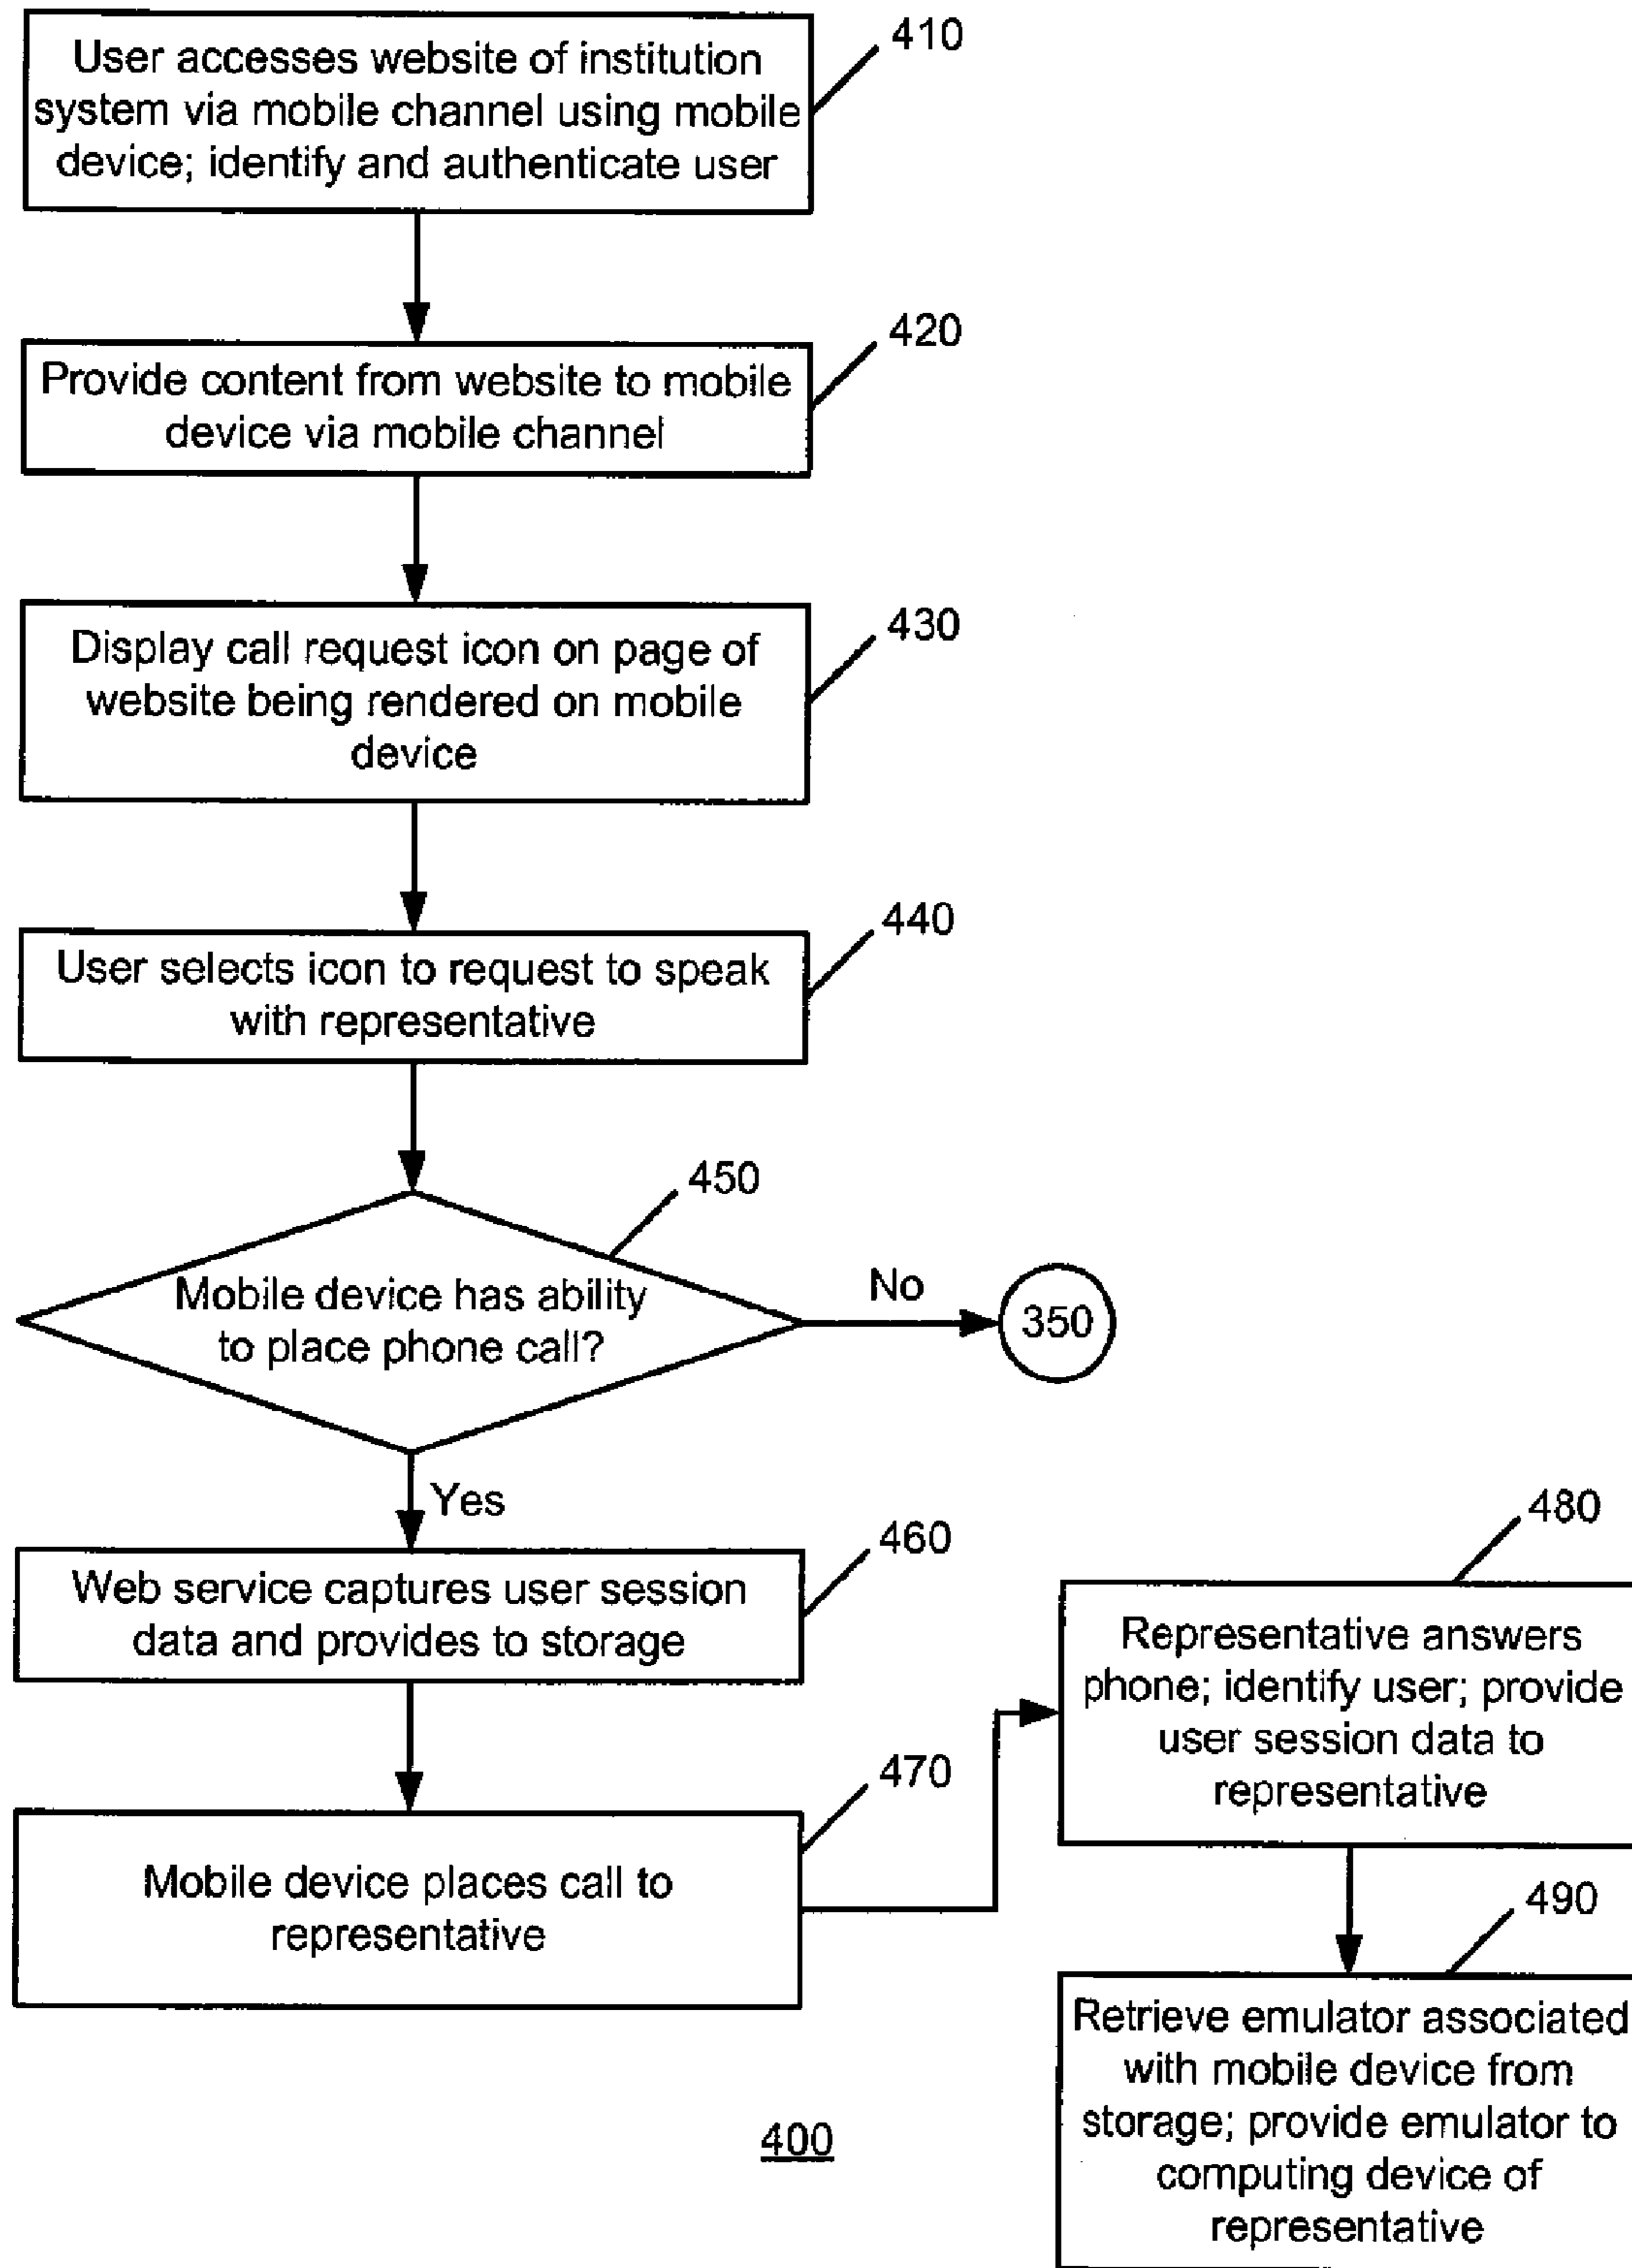 User accesses website of institution
system via mobile channel using mobile
device; identify and authenticate user
410
Provide content from website to mobile
device via mobile channel
420
Display call request icon on page of
website being rendered on mobile
device
430
User selects icon to request to speak
with representative
440
Mobile device has ability
to place phone call?
450
No
350
Yes
Web service captures user session
data and provides to storage
460
Mobile device places call to
representative
470
Representative answers
phone; identify user; provide
user session data to
representative
480
Retrieve emulator associated
with mobile device from
storage; provide emulator to
computing device of
representative
490
400